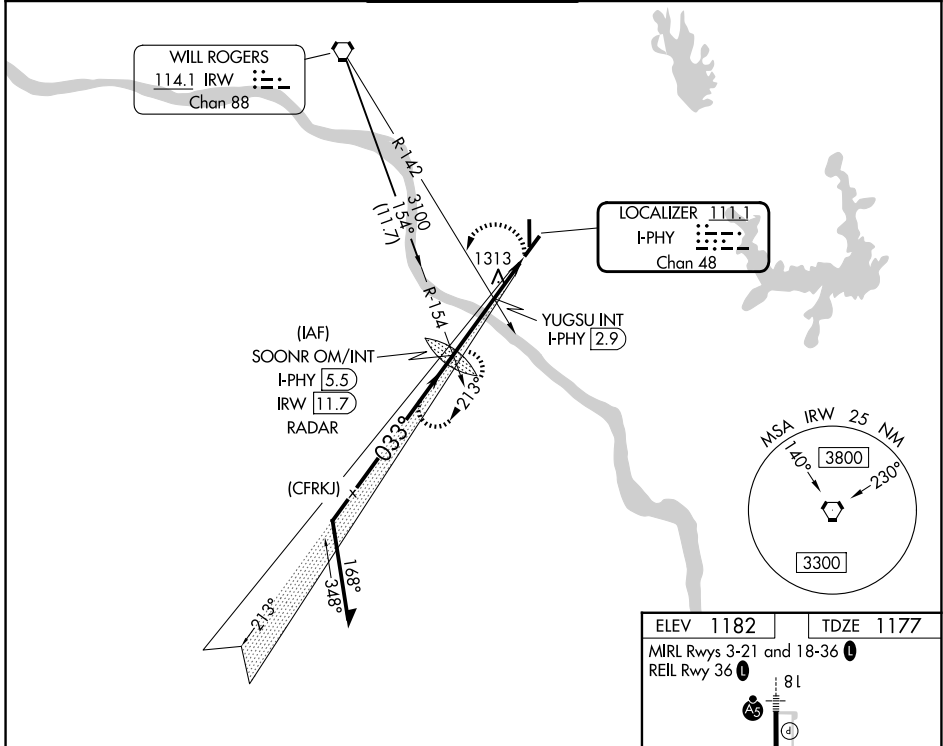 WILL ROGERS
114.1 IRW
Chan 88
R-142
3100
154°
(11.7)
R-154
LOCALIZER 111.1
I-PHY
Chan 48
1313
YUGSU INT
I-PHY 2.9
(IAF)
SOONR OM/INT
I-PHY 5.5
IRW 11.7
RADAR
213°
033°
(CFRKJ)
168°
348°
213°
MSA IRW 25 NM
140°
3800
230°
3300
ELEV 1182
TDZE 1177
MIRL Rwys 3-21 and 18-36 L
REIL Rwy 36 L
18
A5
P